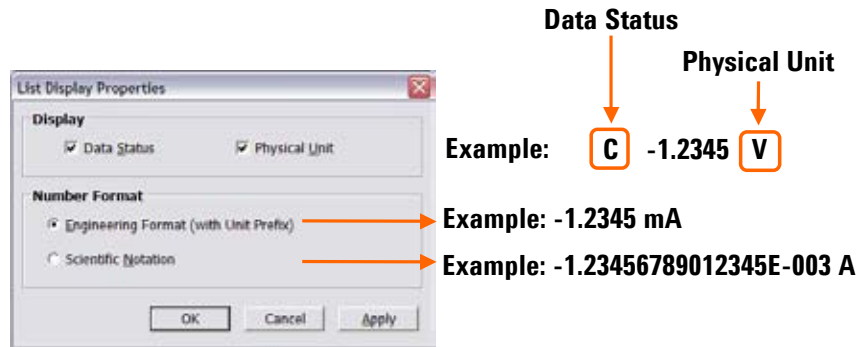 Data Status
Physical Unit
List Display Properties
Display
Data Status
Physical Unit
Example: C -1.2345 V
Number Format
Engineering Format (with Unit Prefix)
Example: -1.2345 mA
Scientific Notation
Example: -1.23456789012345E-003 A
OK
Cancel
Apply